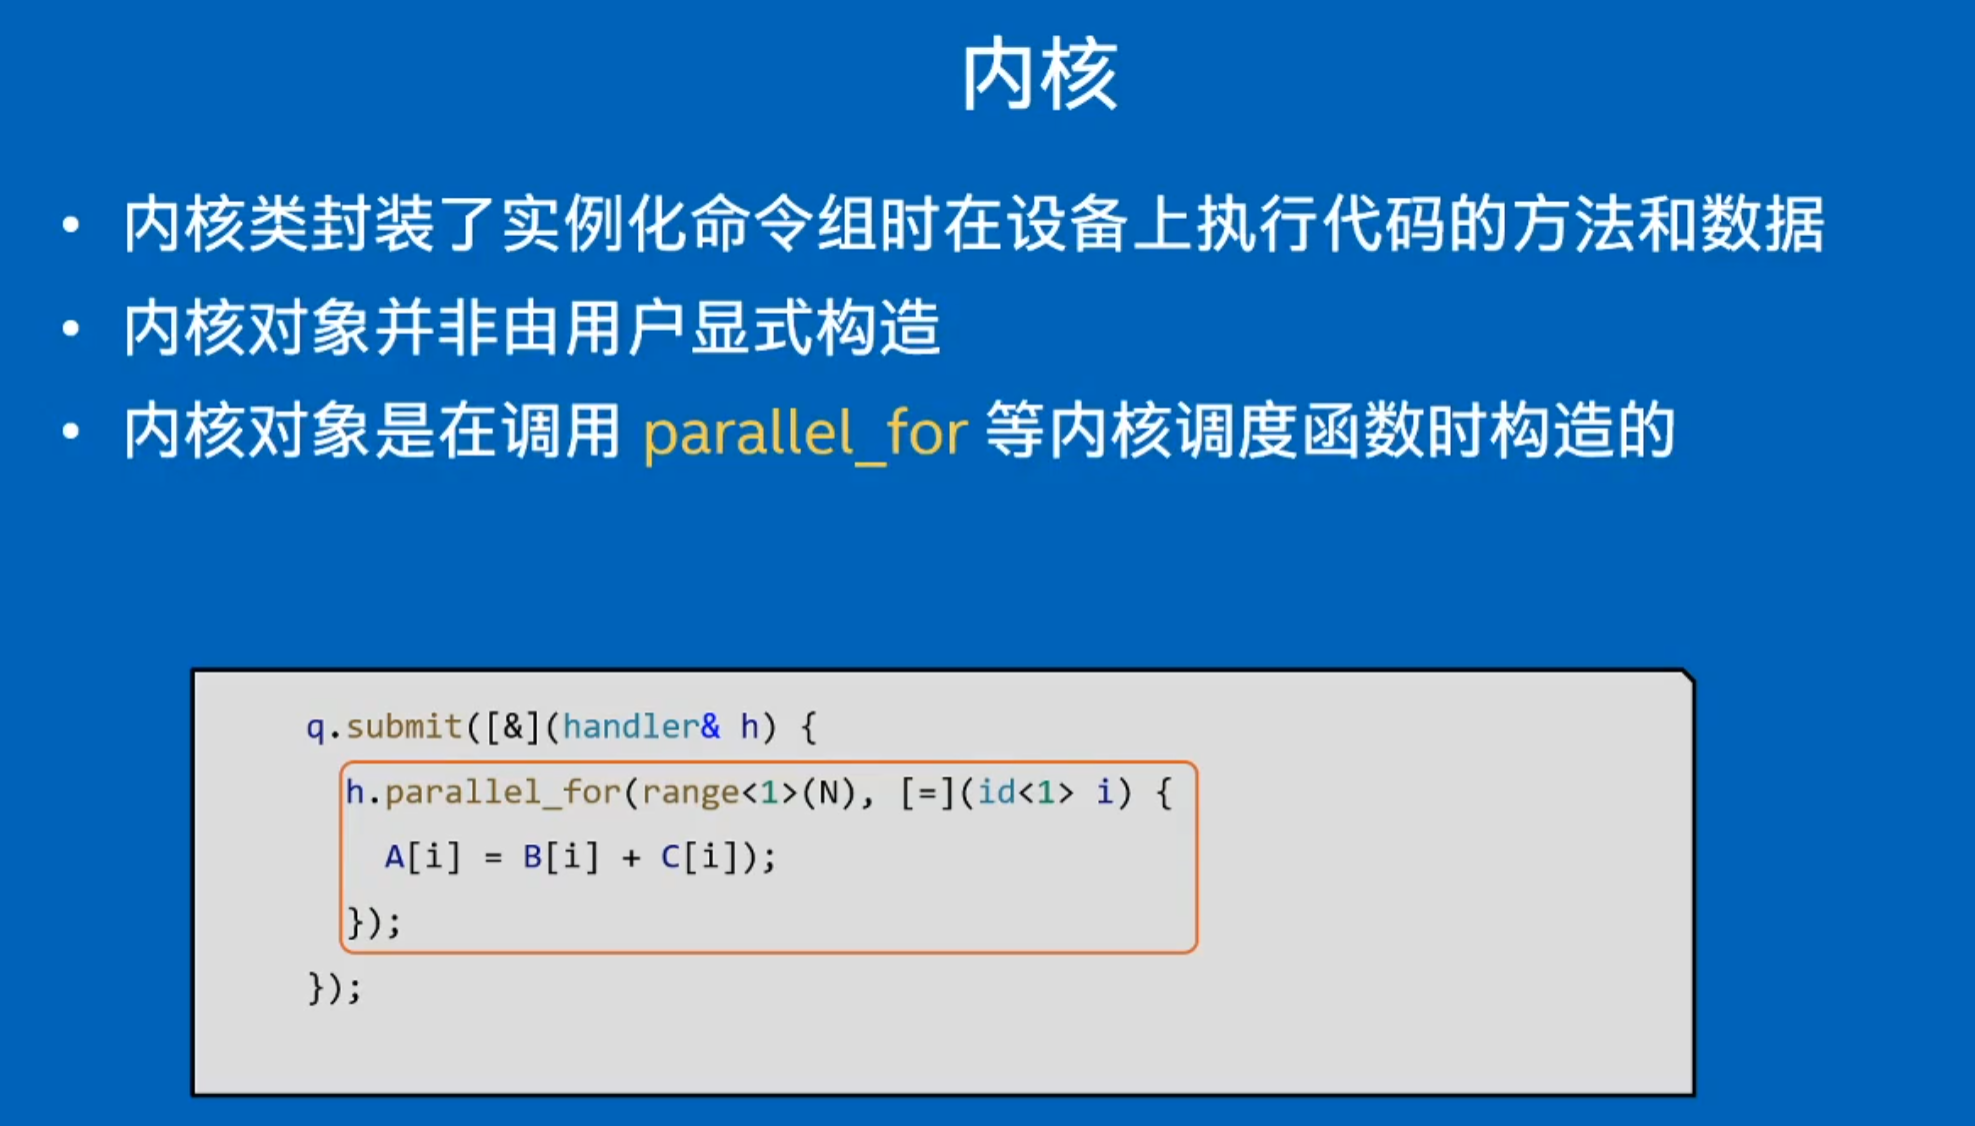 内核
• 内核类封装了实例化命令组时在设备上执行代码的方法和数据
• 内核对象并非由用户显式构造
• 内核对象是在调用 parallel_for 等内核调度函数时构造的
q.submit([&](handler& h) {
h.parallel_for(range<1>(N), [=](id<1> i) {
A[i] = B[i] + C[i]);
});
});